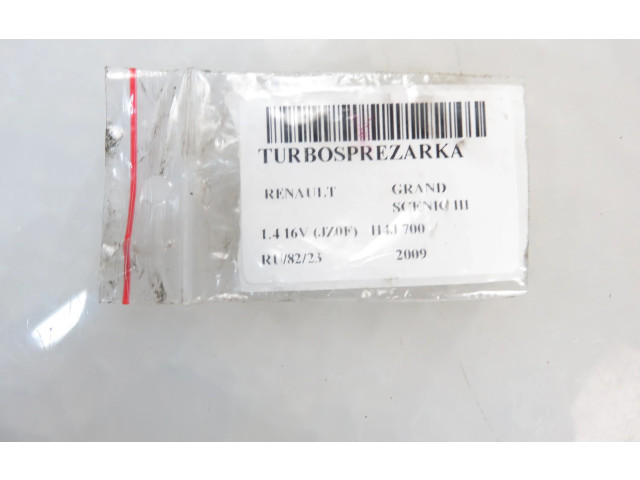 TURBOSPREZARKA
RENAULT GRAND
SCENIC III
1.4 16V (JZ0F) H4J 700
RU/82/23 2009